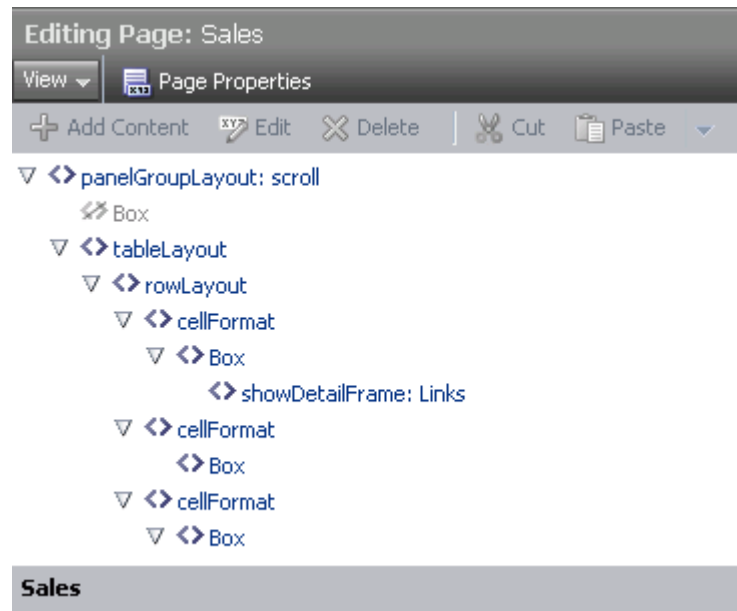 Editing Page: Sales
View Page Properties
Add Content Edit Delete Cut Paste
panelGroupLayout: scroll
Box
tableLayout
rowLayout
cellFormat
Box
showDetailFrame: Links
cellFormat
Box
cellFormat
Box
Sales